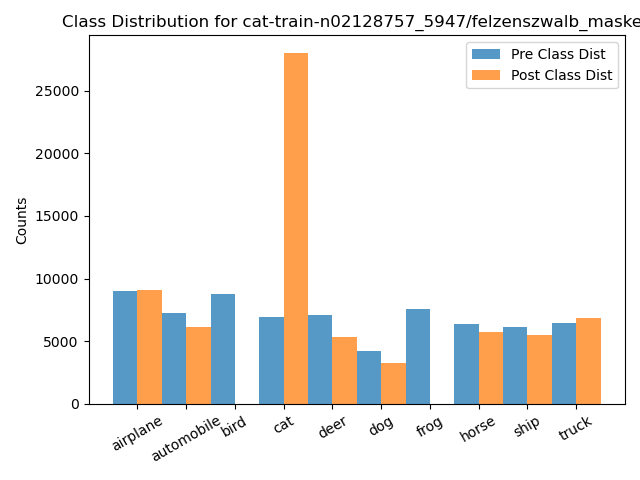 Class Distribution for cat-train-n02128757_5947/felzenszwalb_maske
Pre Class Dist
Post Class Dist
Counts
25000
20000
15000
10000
5000
0
airplane
automobile
bird
cat
deer
dog
frog
horse
ship
truck